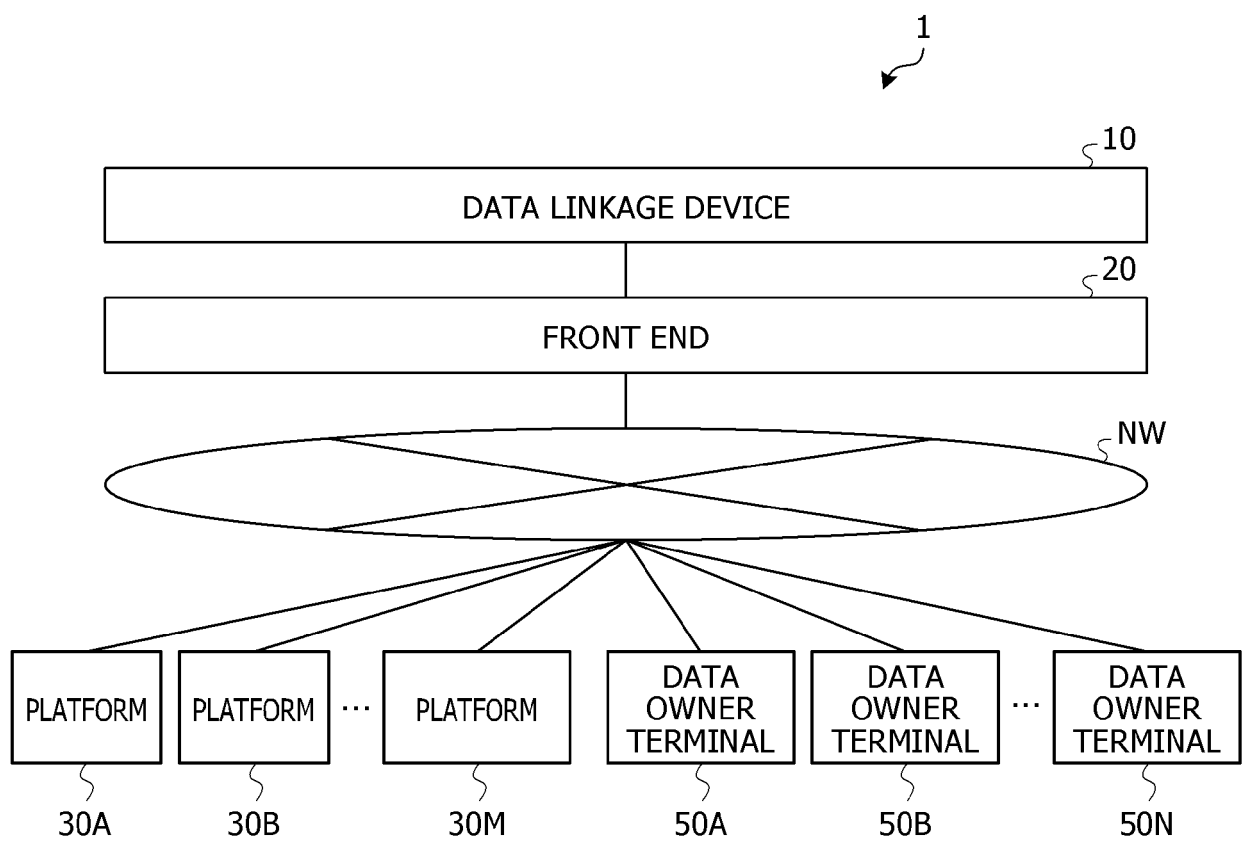 1
10
DATA LINKAGE DEVICE
20
FRONT END
NW
PLATFORM
PLATFORM
...
PLATFORM
DATA
OWNER
TERMINAL
DATA
OWNER
TERMINAL
...
DATA
OWNER
TERMINAL
30A
30B
30M
50A
50B
50N